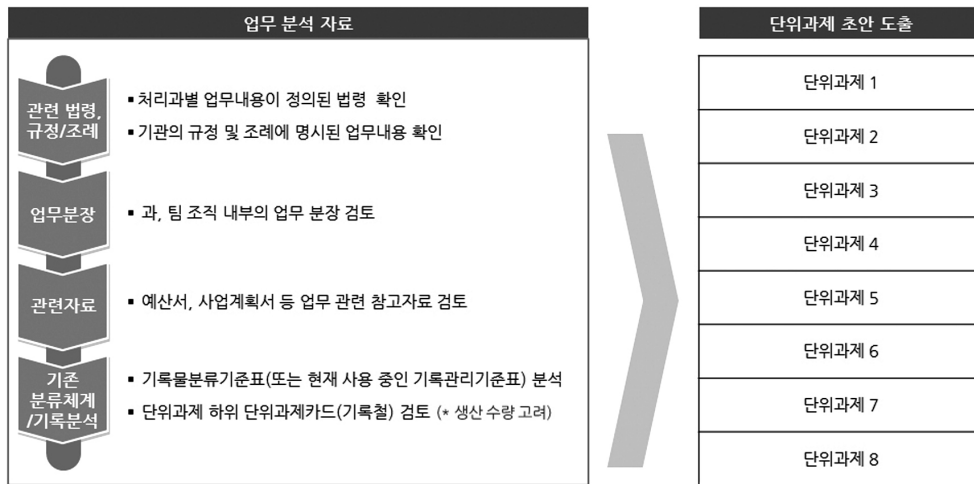 업무 분석 자료
관련 법령,
규정/조례
▪ 처리과별 업무내용이 정의된 법령 확인
▪ 기관의 규정 및 조례에 명시된 업무내용 확인
업무분장
▪ 과, 팀 조직 내부의 업무 분장 검토
관련자료
▪ 예산서, 사업계획서 등 업무 관련 참고자료 검토
기존
분류체계
/기록분석
▪ 기록물분류기준표(또는 현재 사용 중인 기록관리기준표) 분석
▪ 단위과제 하위 단위과제카드(기록철) 검토 (* 생산 수량 고려)
단위과제 초안 도출
단위과제 1
단위과제 2
단위과제 3
단위과제 4
단위과제 5
단위과제 6
단위과제 7
단위과제 8